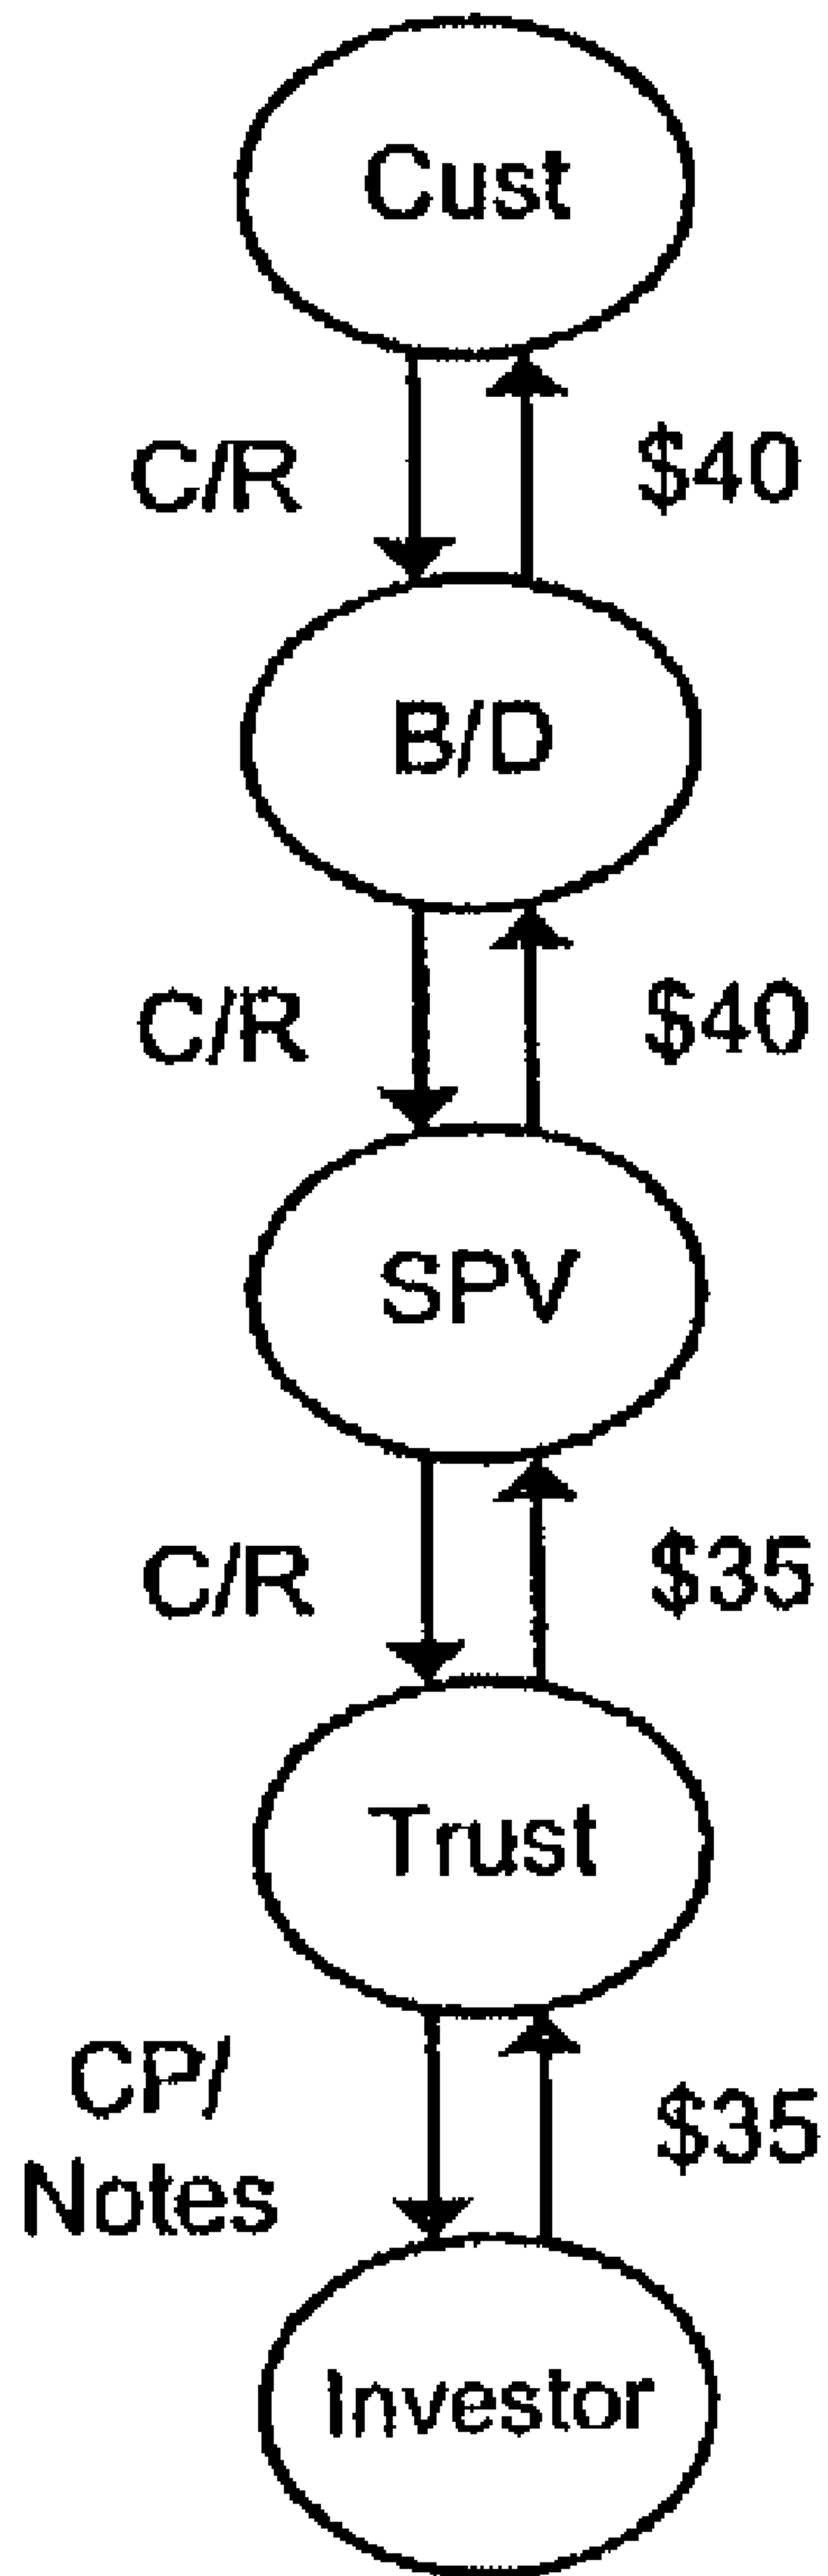 Cust
C/R
$40
B/D
C/R
$40
SPV
C/R
$35
Trust
CP/
Notes
$35
Investor